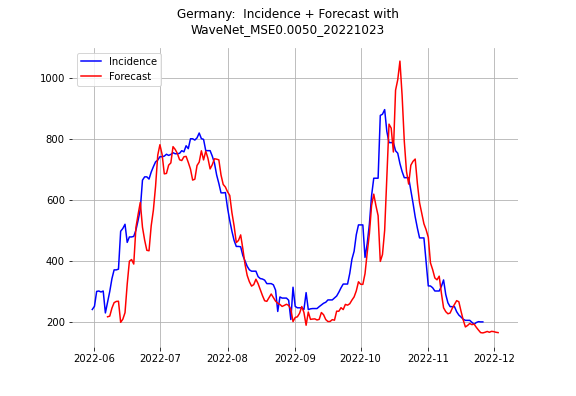 Germany:  Incidence + Forecast with
WaveNet_MSE0.0050_20221023
Incidence
Forecast
1000
800
600
400
200
2022-06 2022-07 2022-08 2022-09 2022-10 2022-11 2022-12